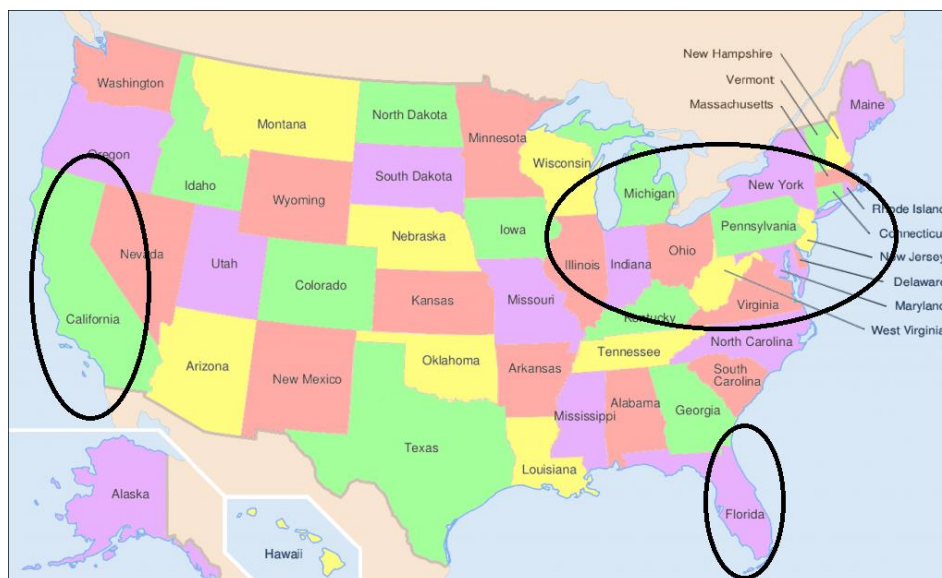 New Hampshire
Vermont
Massachusetts
Washington
Maine
Montana
North Dakota
Minnesota
Oregon
Wisconsin
Idaho
South Dakota
Michigan
New York
Wyoming
Rhode Island
Iowa
Pennsylvania
Connecticu
Nebraska
Nevada
Utah
Illinois
Indiana
Ohio
New Jersey
Colorado
Delaware
California
Kansas
Missouri
Kentucky
Virginia
Maryland
West Virginia
North Carolina
Tennessee
Oklahoma
Arizona
New Mexico
Arkansas
South
Carolina
Mississippi
Alabama
Georgia
Texas
Louisiana
Alaska
Florida
Hawaii